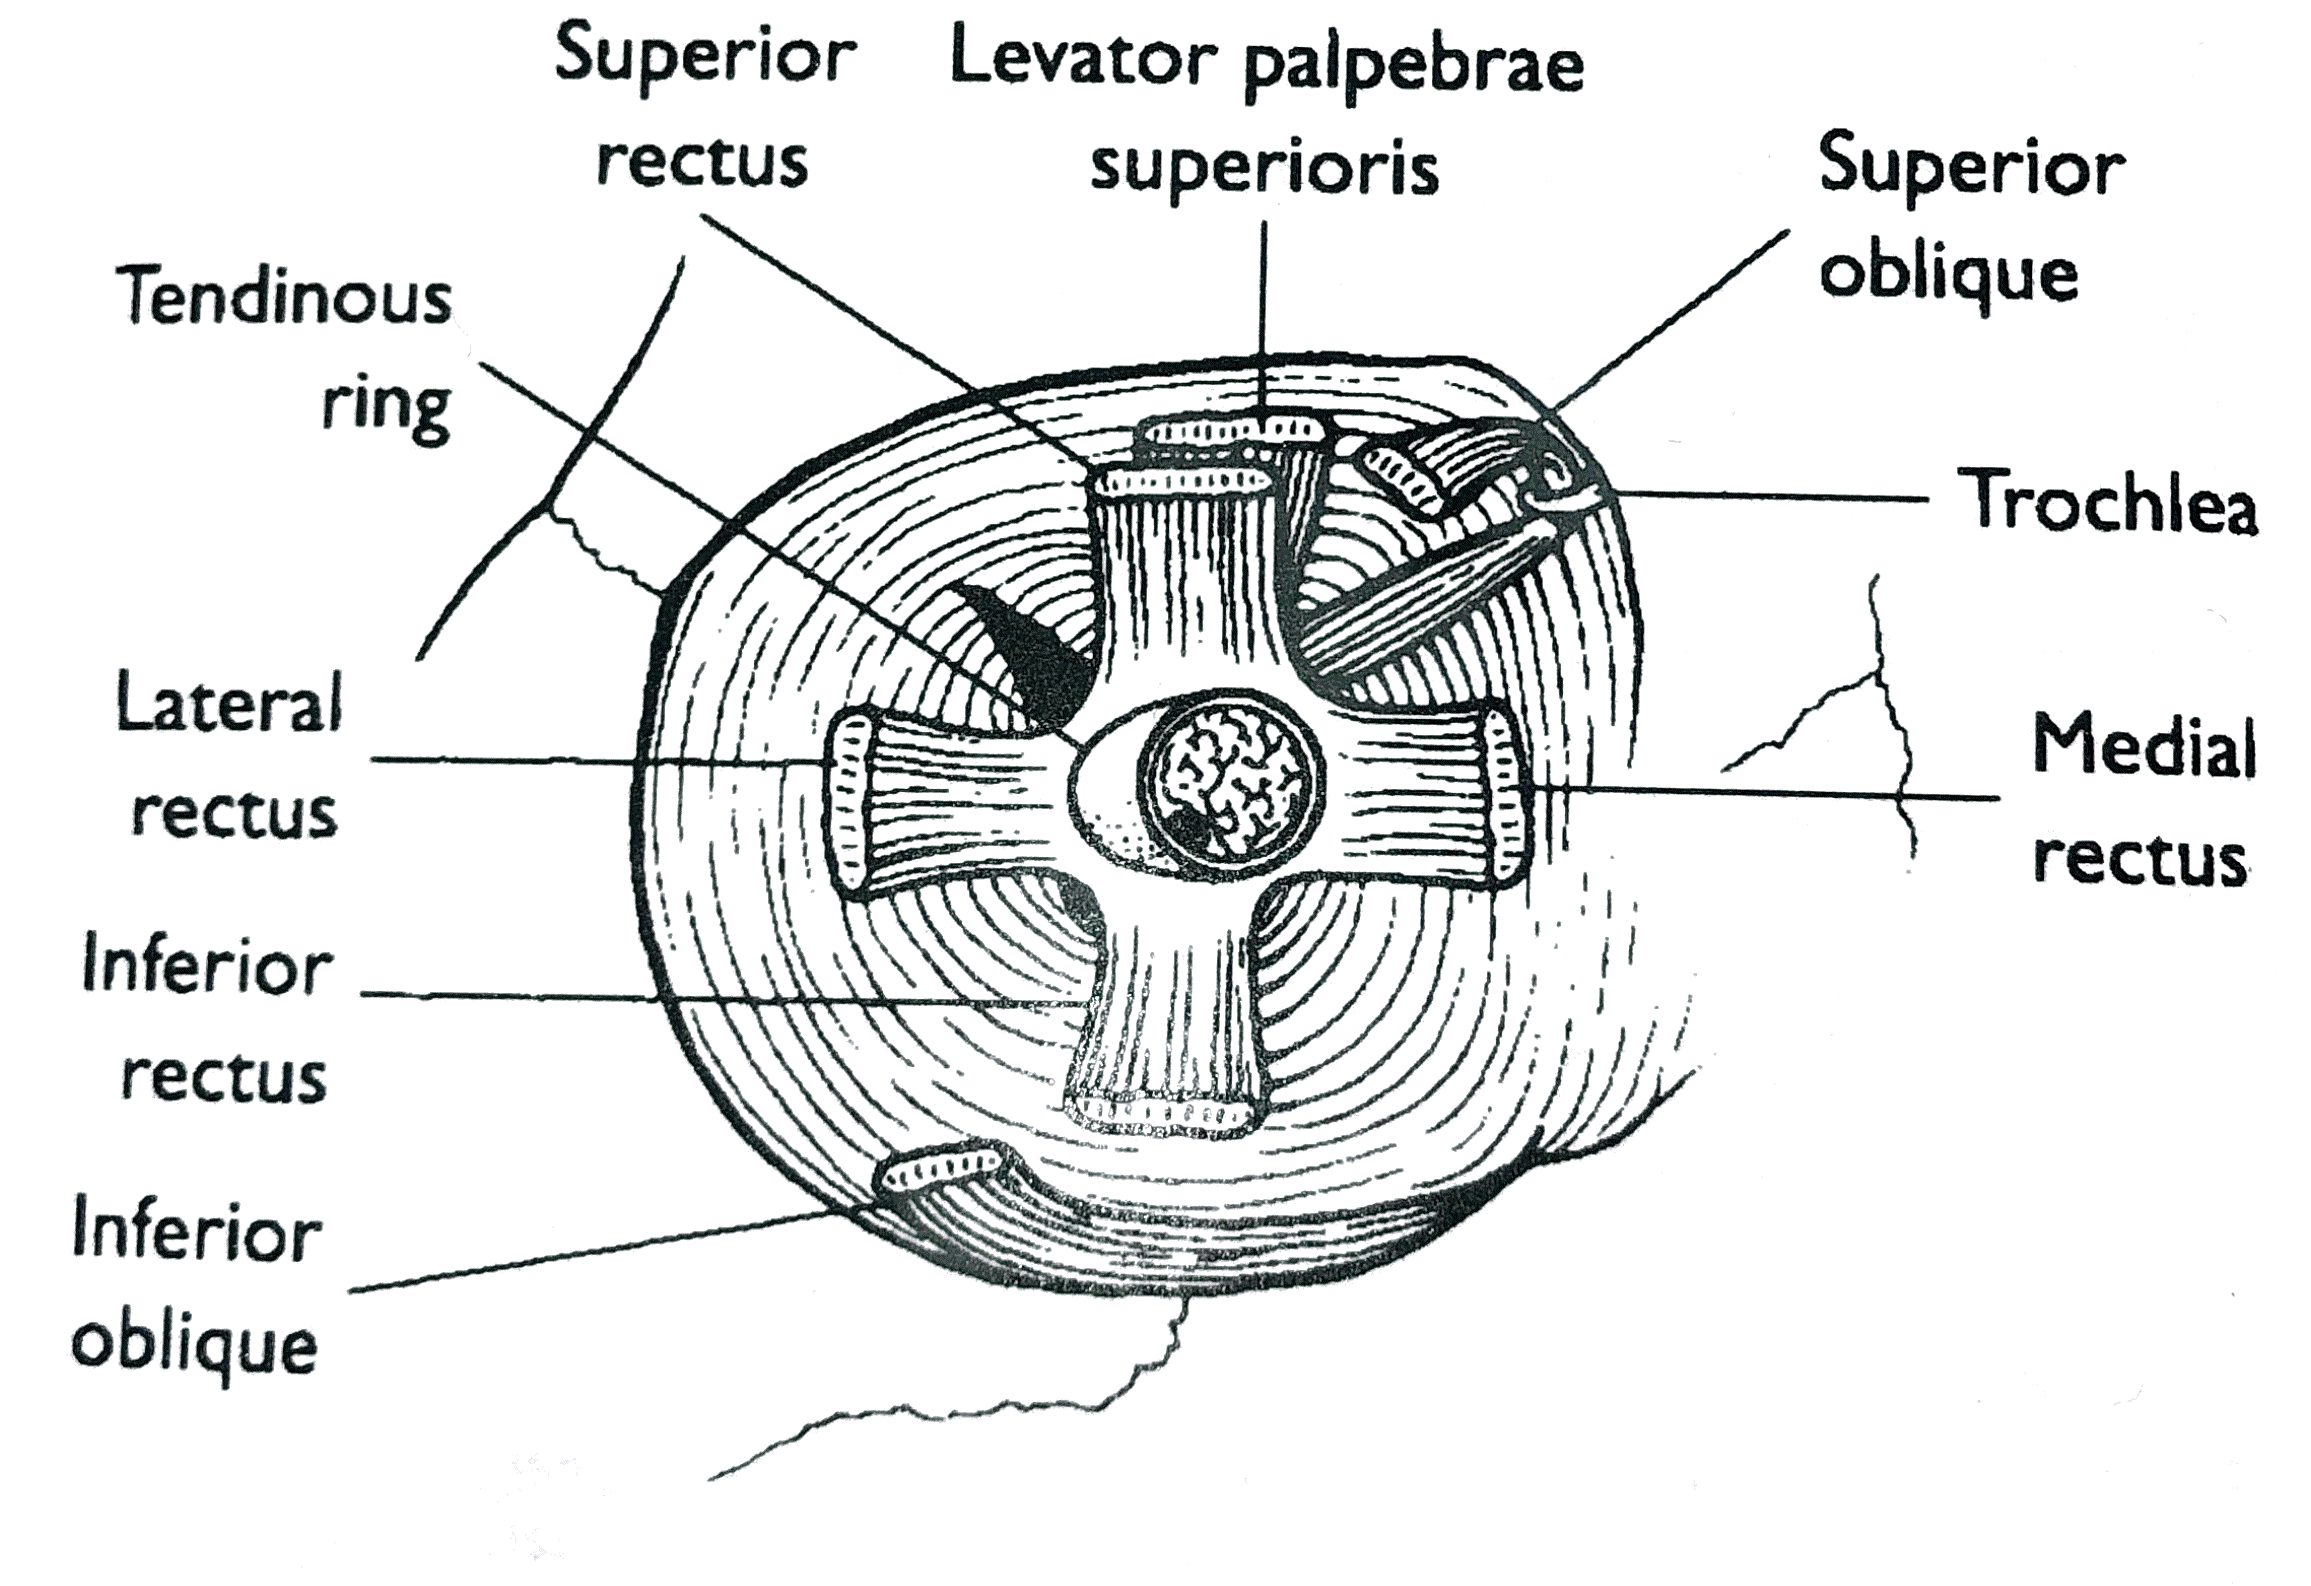 Superior
rectus
Levator palpebrae
superioris
Superior
oblique
Tendinous
ring
Trochlea
Lateral
rectus
Medial
rectus
Inferior
rectus
Inferior
oblique